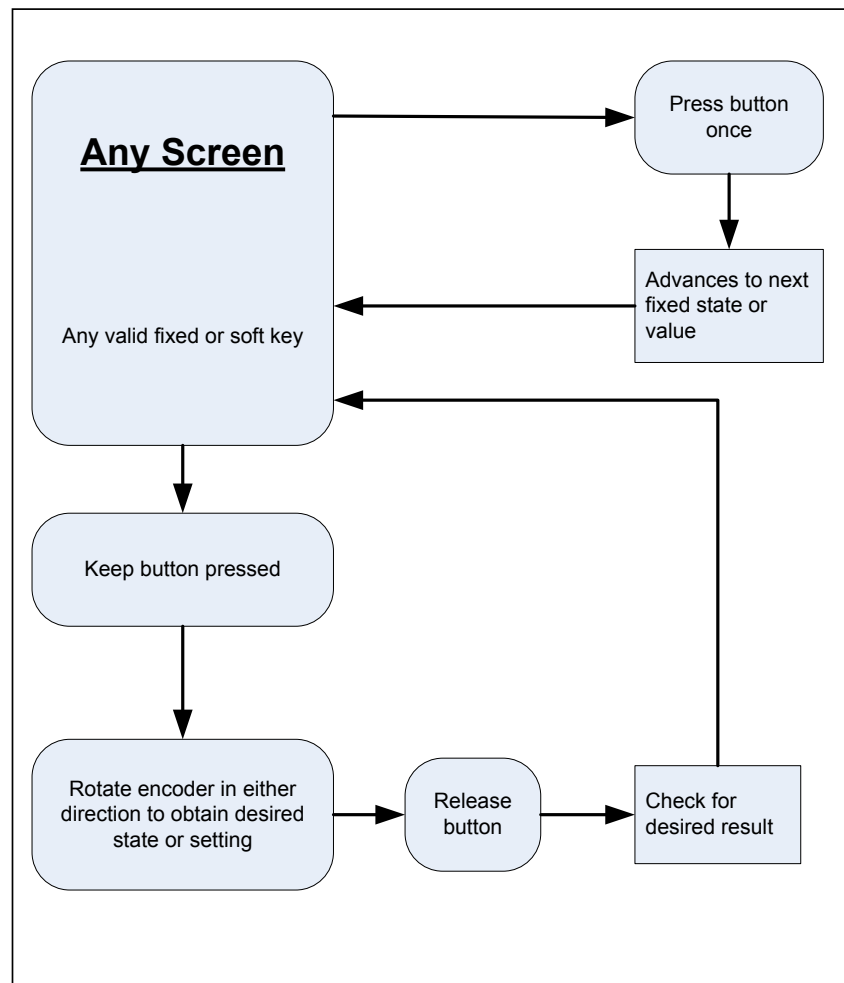 Any Screen
Any valid fixed or soft key
Press button
once
Advances to next
fixed state or
value
Keep button pressed
Rotate encoder in either
direction to obtain desired
state or setting
Release
button
Check for
desired result